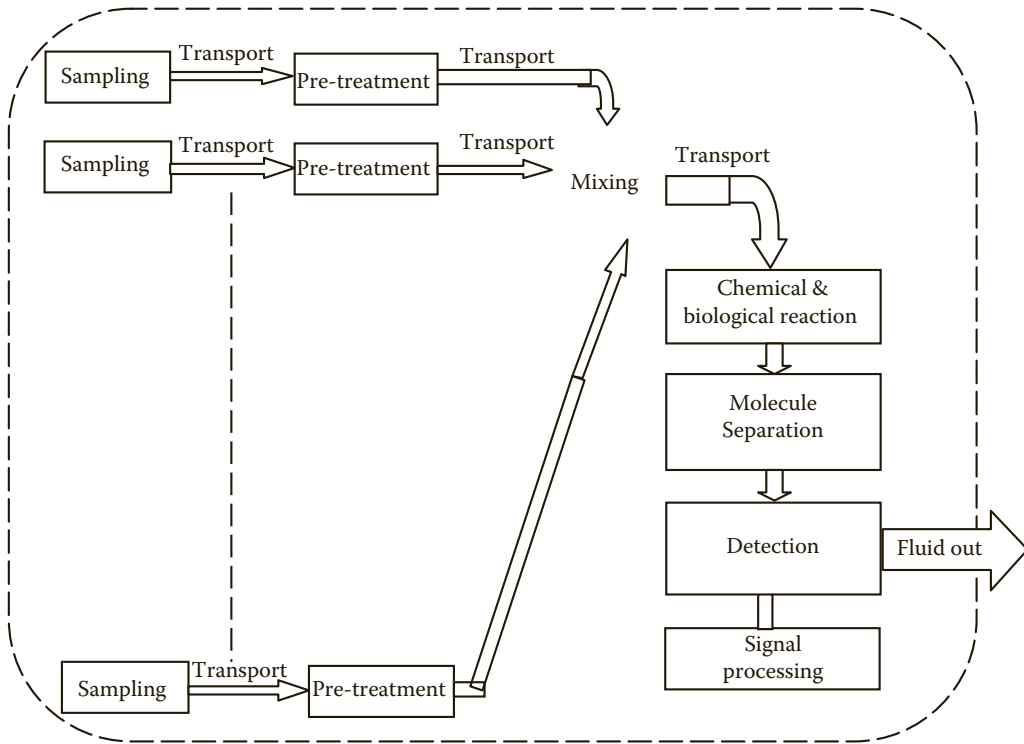 Transport
Sampling
Pre-treatment
Transport
Transport
Sampling
Pre-treatment
Transport
Mixing
Transport
Chemical &
biological reaction
Molecule
Separation
Detection
Fluid out
Signal
processing
Transport
Sampling
Pre-treatment